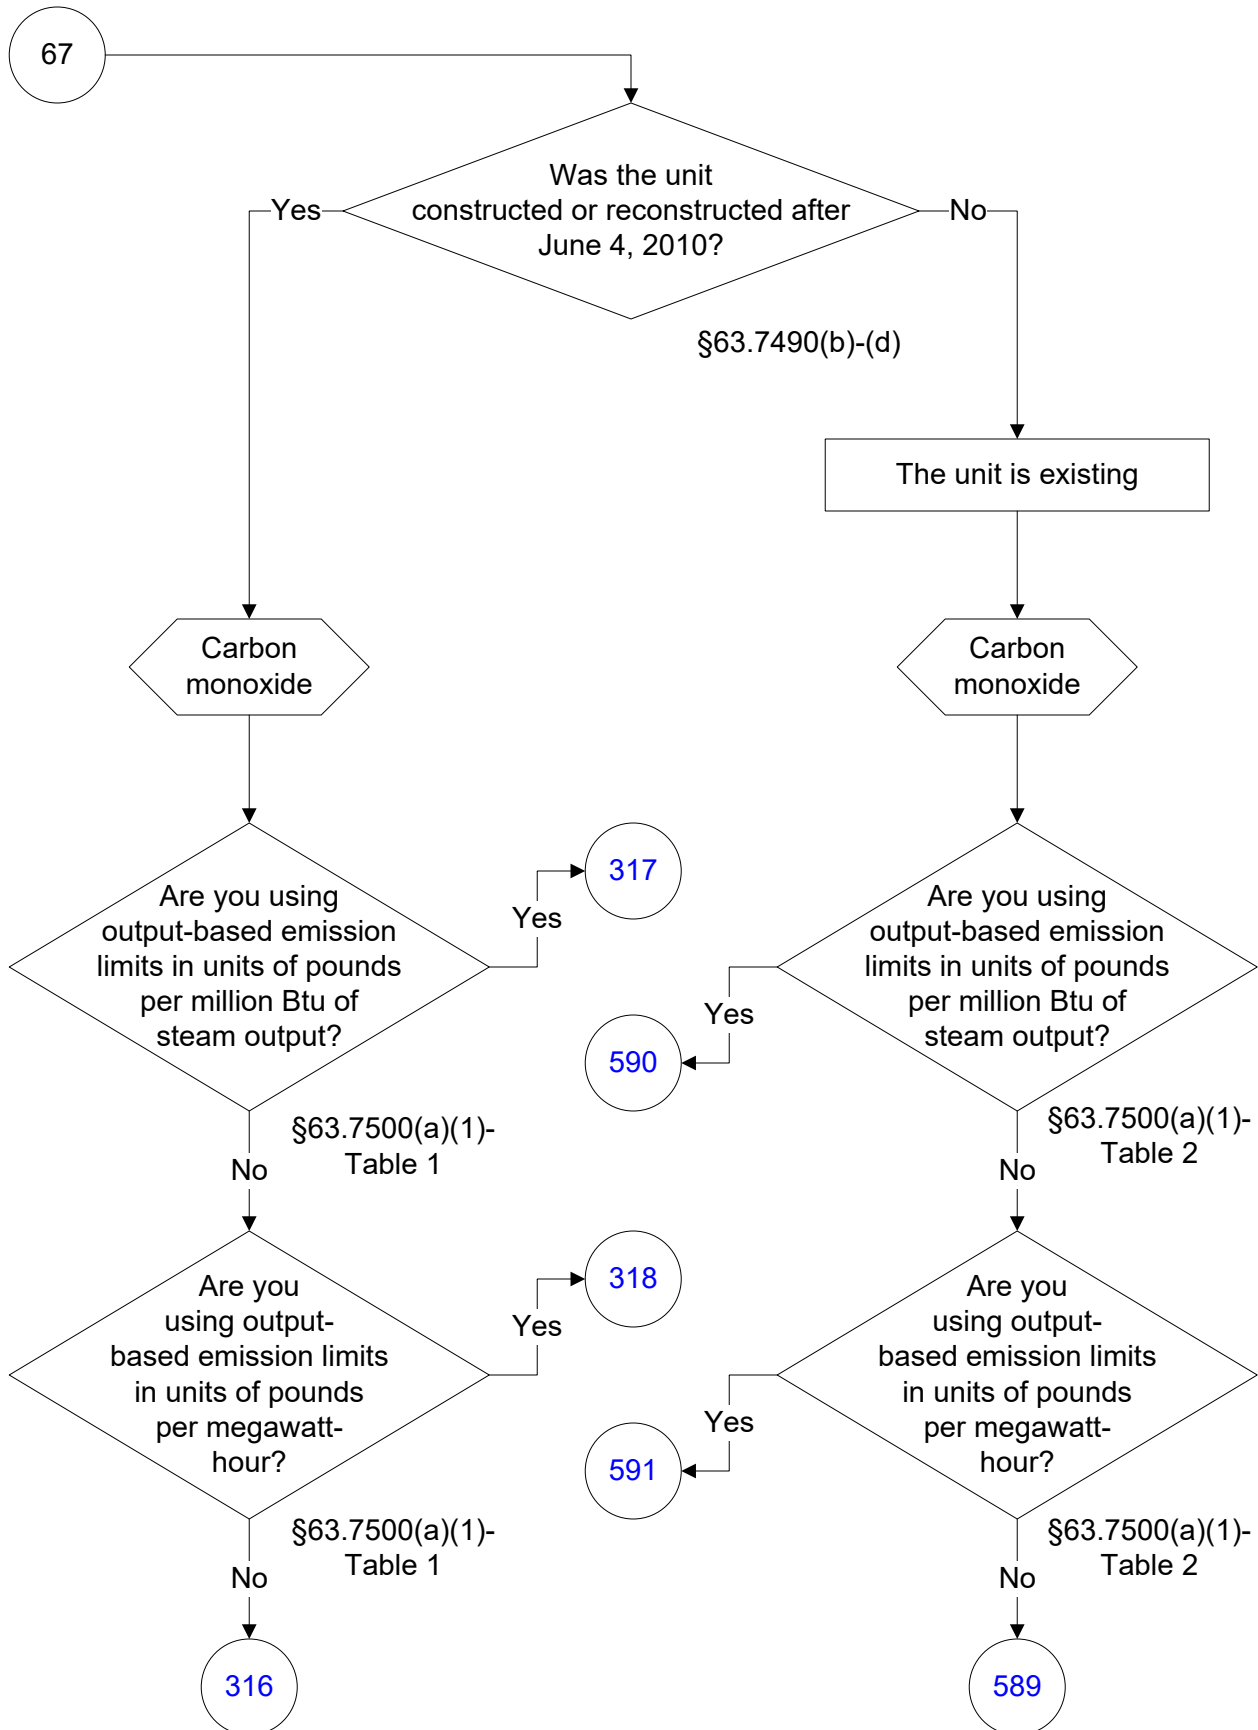 67
Was the unit
constructed or reconstructed after
June 4, 2010?
Yes
No
§63.7490(b)-(d)
The unit is existing
Carbon
monoxide
Carbon
monoxide
Are you using
output-based emission
limits in units of pounds
per million Btu of
steam output?
Yes
317
Are you using
output-based emission
limits in units of pounds
per million Btu of
steam output?
Yes
590
§63.7500(a)(1)-
Table 1
No
§63.7500(a)(1)-
Table 2
No
Are you
using output-
based emission limits
in units of pounds
per megawatt-
hour?
Yes
318
Are you
using output-
based emission limits
in units of pounds
per megawatt-
hour?
Yes
591
§63.7500(a)(1)-
Table 1
No
§63.7500(a)(1)-
Table 2
No
316
589